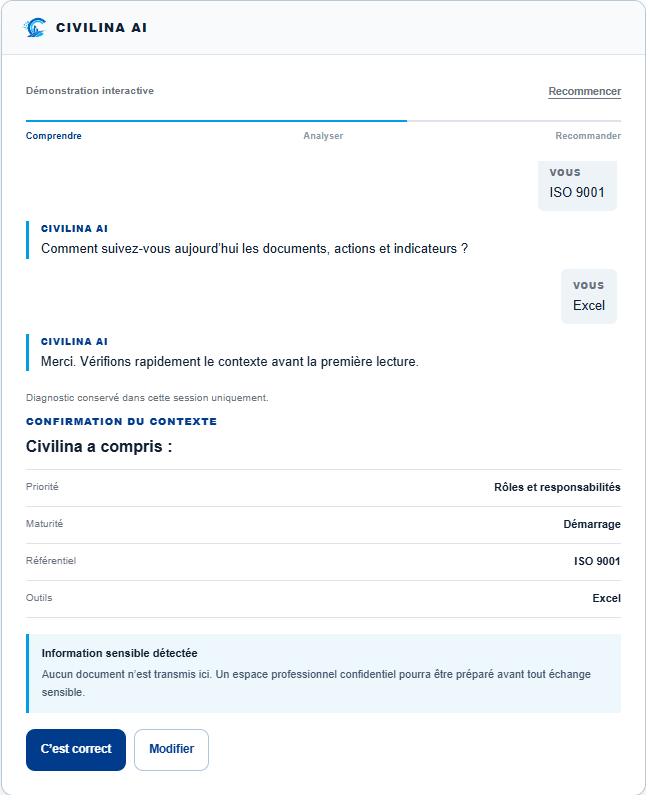 CIVILINA AI
Démonstration interactive
Recommencer
Comprendre
Analyser
Recommander
VOUS
ISO 9001
CIVILINA AI
Comment suivez-vous aujourd'hui les documents, actions et indicateurs ?
VOUS
Excel
CIVILINA AI
Merci. Vérifions rapidement le contexte avant la première lecture.
Diagnostic conservé dans cette session uniquement.
CONFIRMATION DU CONTEXTE
Civilina a compris :
Priorité
Rôles et responsabilités
Maturité
Démarrage
Référentiel
ISO 9001
Outils
Excel
Information sensible détectée
Aucun document n'est transmis ici. Un espace professionnel confidentiel pourra être préparé avant tout échange
sensible.
C'est correct
Modifier